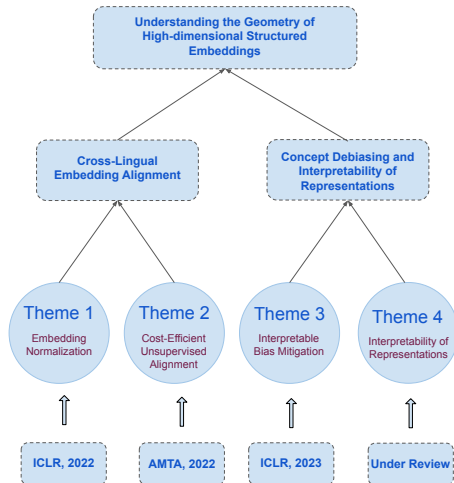 Understanding the Geometry of
High-dimensional Structured
Embeddings
Cross-Lingual
Embedding Alignment
Concept Debiasing and
Interpretability of
Representations
Theme 1
Embedding
Normalization
Theme 2
Cost-Efficient
Unsupervised
Alignment
Theme 3
Interpretable
Bias Mitigation
Theme 4
Interpretability of
Representations
ICLR, 2022
AMTA, 2022
ICLR, 2023
Under Review